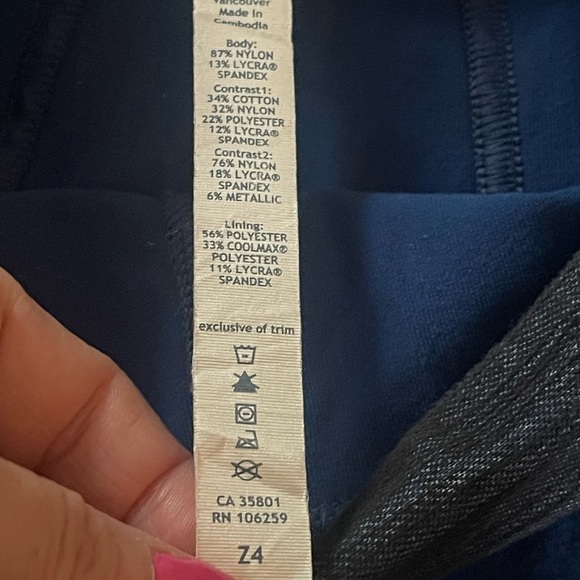 Vancouver
Made in
Cambodia
Body:
87% NYLON
13% LYCRA®
SPANDEX
Contrast1:
34% COTTON
32% NYLON
22% POLYESTER
12% LYCRA®
SPANDEX
Contrast2:
76% NYLON
18% LYCRA®
SPANDEX
6% METALLIC
Lining:
56% POLYESTER
33% COOLMAX®
POLYESTER
11% LYCRA®
SPANDEX
exclusive of trim
CA 35801
RN 106259
Z4